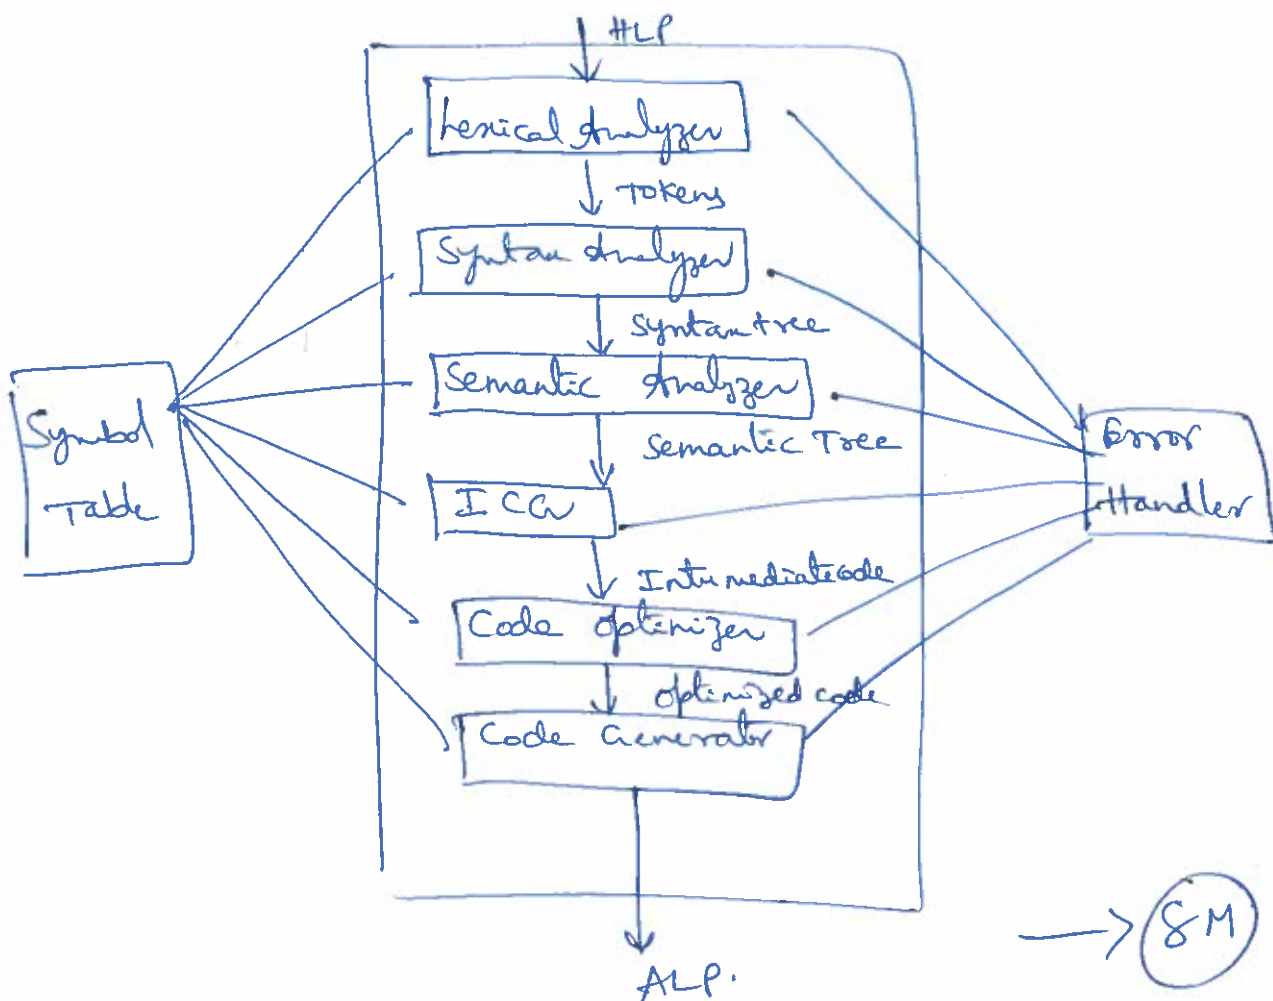 HLP
Lexical Analyzer
Tokens
Syntax Analyzer
Syntax tree
Semantic Analyzer
Semantic Tree
Symbol
Table
Error
Handler
ICG
Intermediate code
Code Optimizer
Optimized code
Code Generator
ALP.
8M